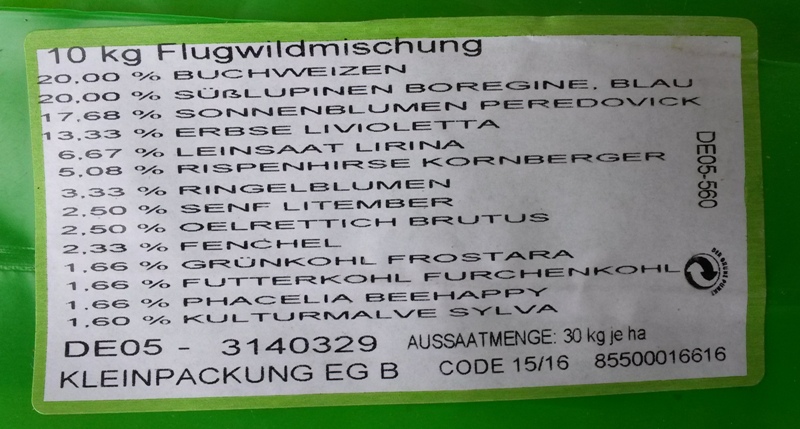 10 kg Flugwildmischung
20.00 % BUCHWEIZEN
20.00 % SÜßLUPINEN BOREGINE. BLAU
17.68 % SONNENBLUMEN PEREDOVICK
13.33 % ERBSE LIVIOLETTA
6.67 % LEINSAAT LIRINA
5.08 % RISPENHIRSE KORNBERGER
3.33 % RINGELBLUMEN
2.50 % SENF LITEMBER
2.50 % OELRETTICH BRUTUS
2.33 % FENCHEL
1.66 % GRÜNKOHL FROSTARA
1.66 % FUTTERKOHL FURCHENKOHL
1.66 % PHACELIA BEEHAPPY
1.60 % KULTURMALVE SYLVA
DE05 - 3140329 AUSSAATMENGE: 30 kg je ha
KLEINPACKUNG EG B CODE 15/16 85500016616
DE05-560
DER GRÜNE PUNKT